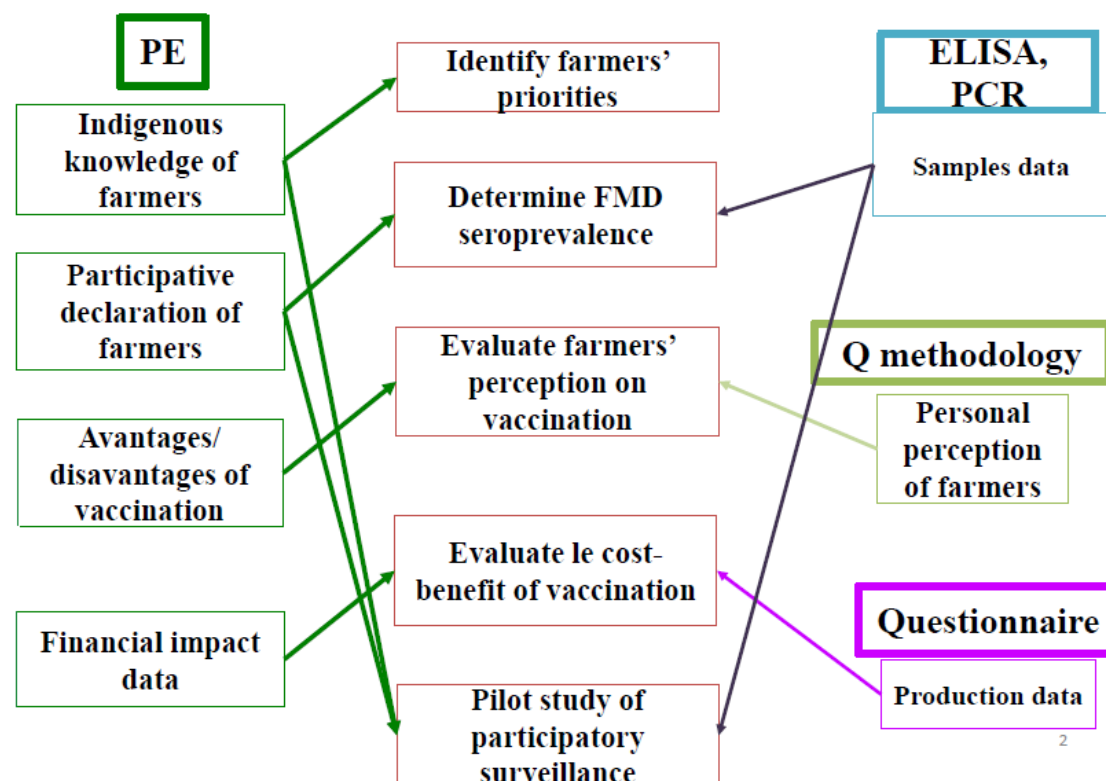 PE
Indigenous
knowledge of
farmers
Participative
declaration of
farmers
Avantages/
disavantages of
vaccination
Financial impact
data
Identify farmers’
priorities
Determine FMD
seroprevalence
Evaluate farmers’
perception on
vaccination
Evaluate le cost-
benefit of vaccination
Pilot study of
participatory
surveillance
ELISA,
PCR
Samples data
Q methodology
Personal
perception
of farmers
Questionnaire
Production data
2